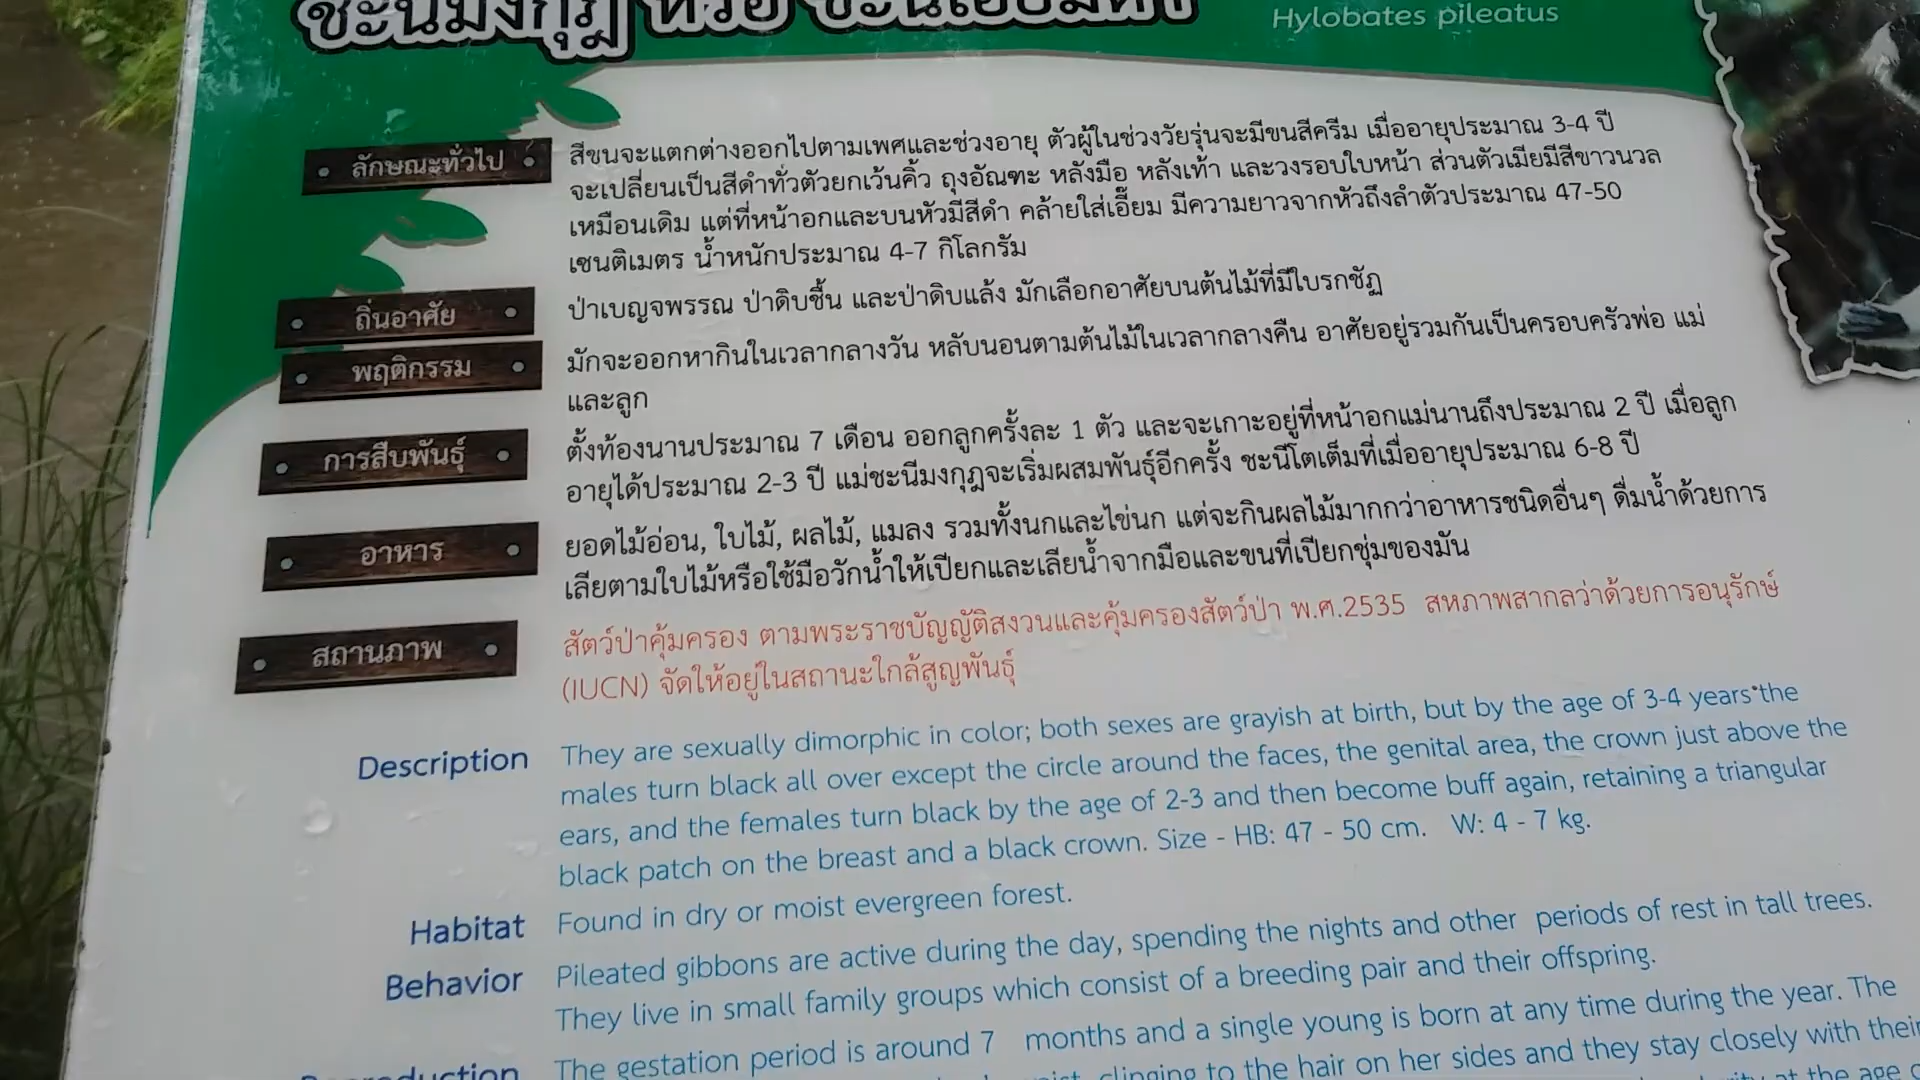 ชะนีมงกุฎ หรือ
Hylobates pileatus
ลักษณะทั่วไป
สีขนจะแตกต่างออกไปตามเพศและช่วงอายุ ตัวผู้ในช่วงวัยรุ่นจะมีขนสีครีม เมื่ออายุประมาณ 3-4 ปี
จะเปลี่ยนเป็นสีดำทั่วตัวยกเว้นคิ้ว ถุงอัณฑะ หลังมือ หลังเท้า และวงรอบใบหน้า ส่วนตัวเมียมีสีขาวนวล
เหมือนเดิม แต่ที่หน้าอกและบนหัวมีสีดำ คล้ายใส่เอี๊ยม มีความยาวจากหัวถึงลำตัวประมาณ 47-50
เซนติเมตร น้ำหนักประมาณ 4-7 กิโลกรัม
ถิ่นอาศัย
ป่าเบญจพรรณ ป่าดิบชื้น และป่าดิบแล้ง มักเลือกอาศัยบนต้นไม้ที่มีใบรกชัฏ
พฤติกรรม
มักจะออกหากินในเวลากลางวัน หลับนอนตามต้นไม้ในเวลากลางคืน อาศัยอยู่รวมกันเป็นครอบครัวพ่อ แม่
และลูก
การสืบพันธุ์
ตั้งท้องนานประมาณ 7 เดือน ออกลูกครั้งละ 1 ตัว และจะเกาะอยู่ที่หน้าอกแม่นานถึงประมาณ 2 ปี เมื่อลูก
อายุได้ประมาณ 2-3 ปี แม่ชะนีมงกุฎจะเริ่มผสมพันธุ์อีกครั้ง ชะนีโตเต็มที่เมื่ออายุประมาณ 6-8 ปี
อาหาร
ยอดไม้อ่อน, ใบไม้, ผลไม้, แมลง รวมทั้งนกและไข่นก แต่จะกินผลไม้มากกว่าอาหารชนิดอื่นๆ ดื่มน้ำด้วยการ
เลียตามใบไม้หรือใช้มือวักน้ำให้เปียกและเลียน้ำจากมือและขนที่เปียกชุ่มของมัน
สถานภาพ
สัตว์ป่าคุ้มครอง ตามพระราชบัญญัติสงวนและคุ้มครองสัตว์ป่า พ.ศ.2535 สหภาพสากลว่าด้วยการอนุรักษ์
(IUCN) จัดให้อยู่ในสถานะใกล้สูญพันธุ์
Description
They are sexually dimorphic in color; both sexes are grayish at birth, but by the age of 3-4 years the
males turn black all over except the circle around the faces, the genital area, the crown just above the
ears, and the females turn black by the age of 2-3 and then become buff again, retaining a triangular
black patch on the breast and a black crown. Size - HB: 47 - 50 cm. W: 4 - 7 kg.
Habitat
Found in dry or moist evergreen forest.
Behavior
Pileated gibbons are active during the day, spending the nights and other periods of rest in tall trees.
They live in small family groups which consist of a breeding pair and their offspring.
The gestation period is around 7 months and a single young is born at any time during the year. The
clinging to the hair on her sides and they stay closely with their
at the age